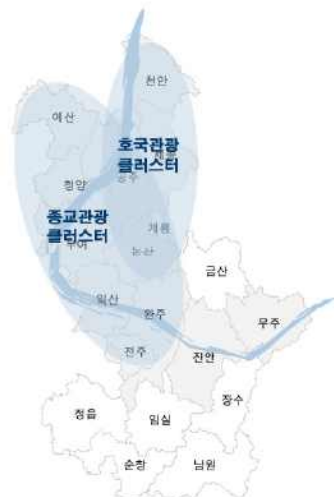 천안
예산
호국관광
클러스터
세종
공주
청양
종교관광
클러스터
부여
계룡
논산
금산
익산
완주
무주
전주
진안
장수
정읍
임실
순창
남원